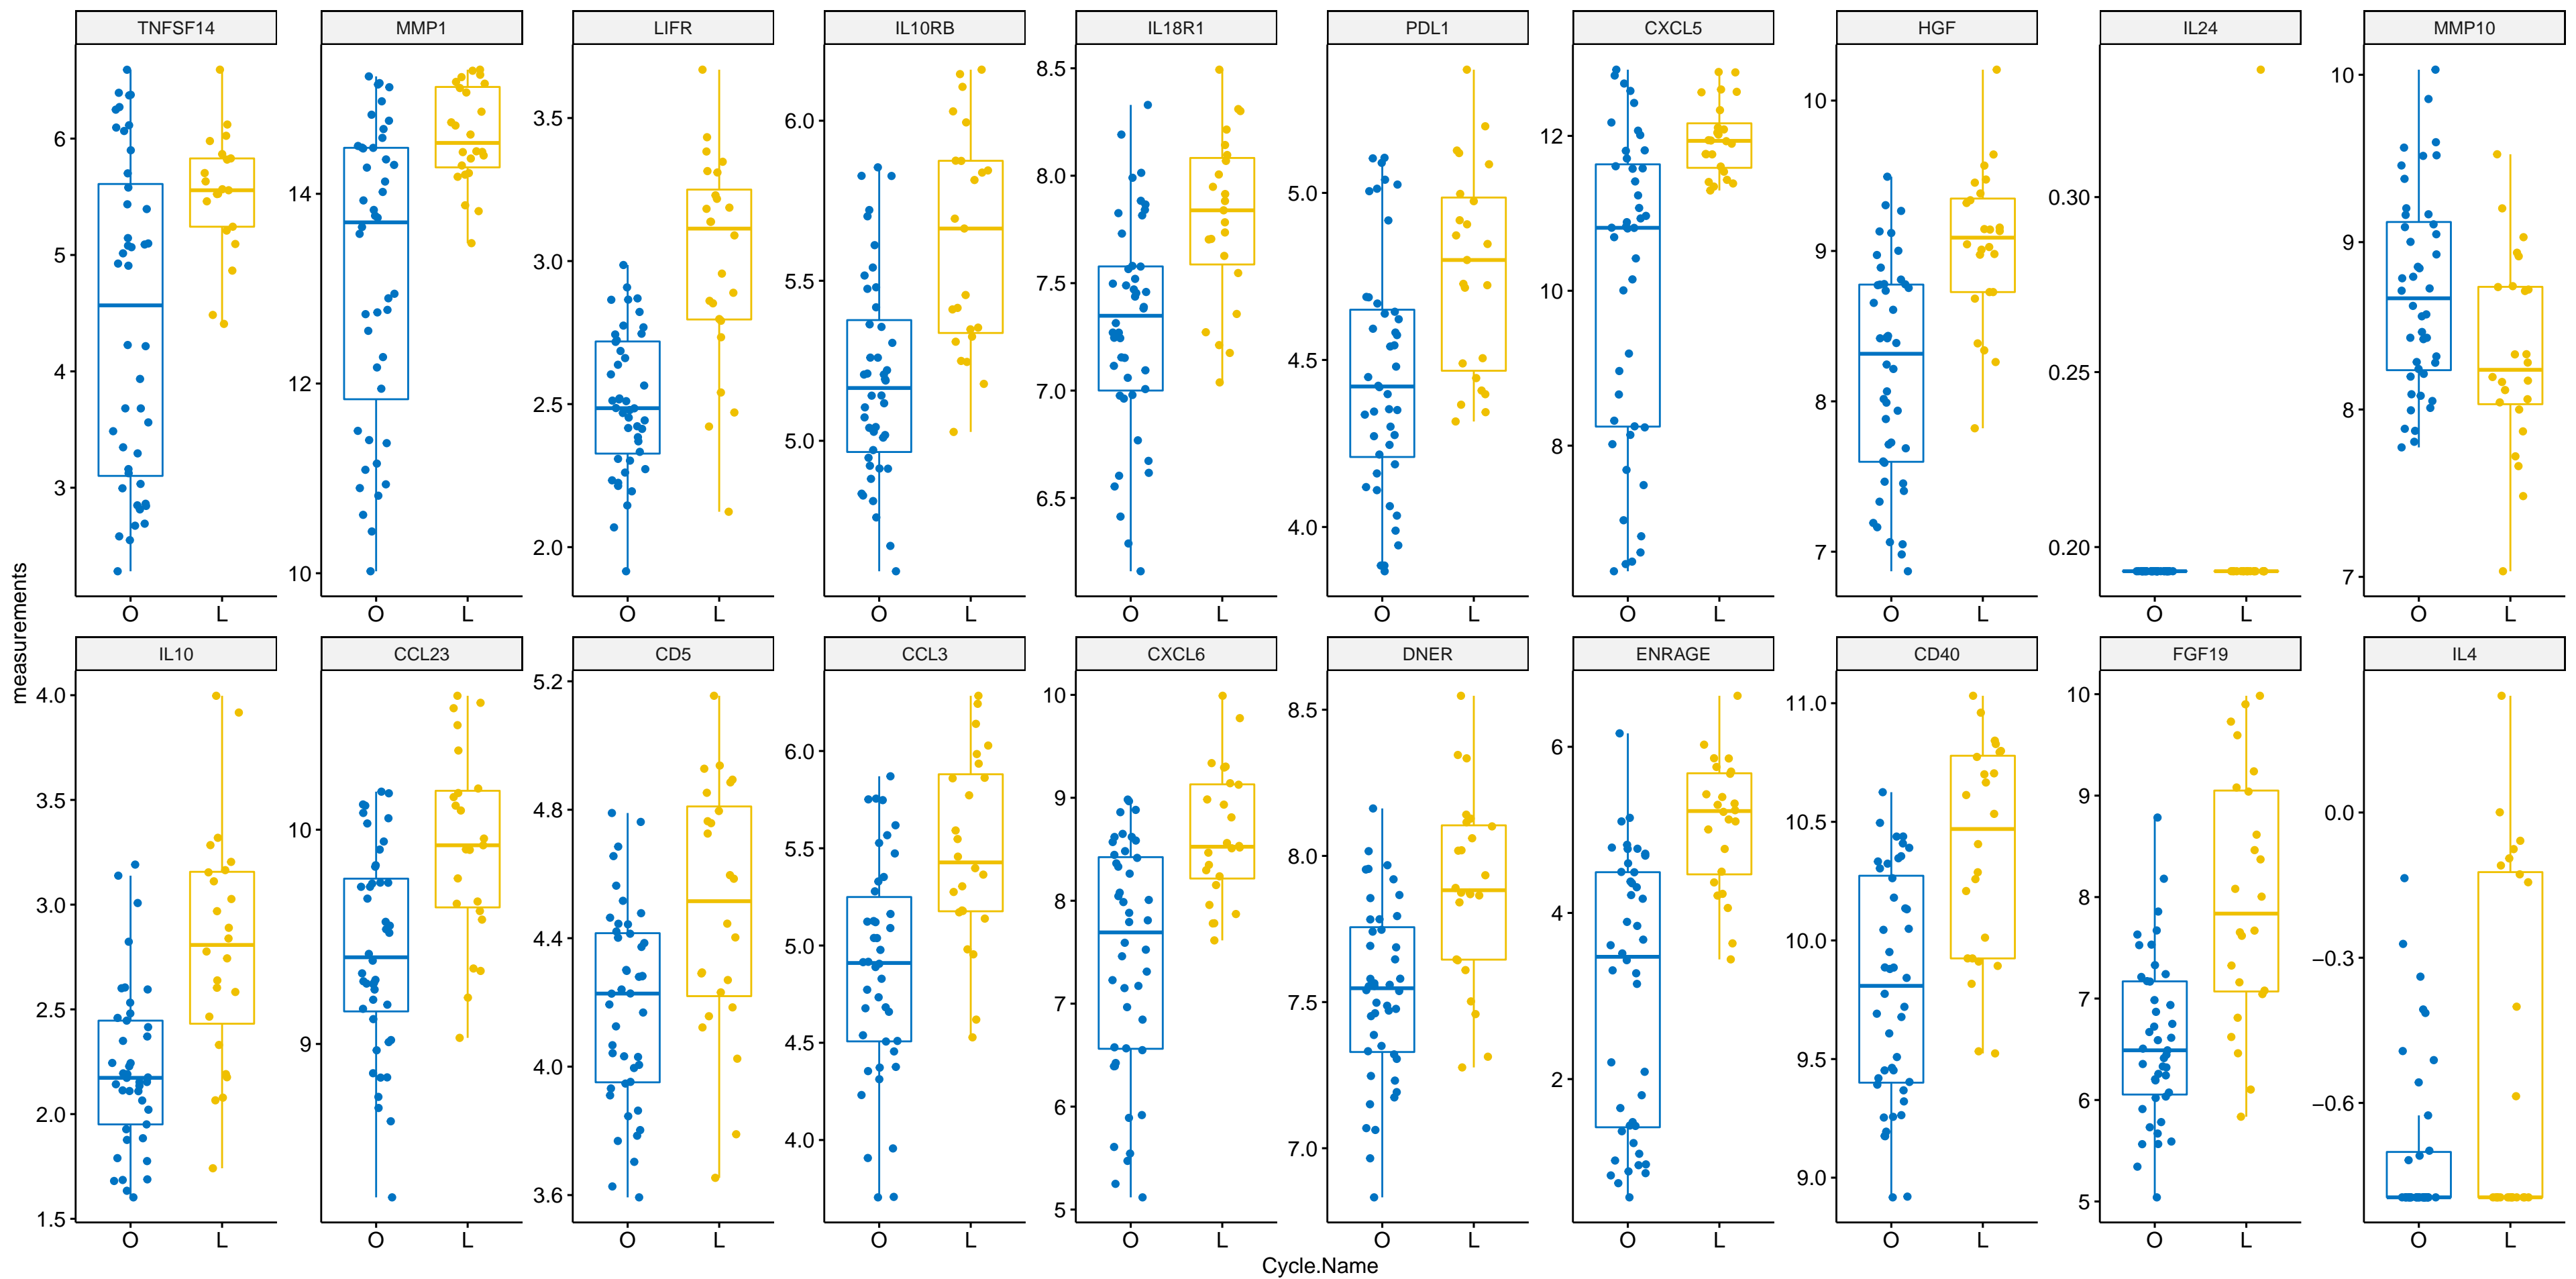 TNFSF14 MMP1 LIFR IL10RB IL18R1 PDL1 CXCL5 HGF IL24 MMP10
6 5 4 3
14 12 10
3.5 3.0 2.5 2.0
6.0 5.5 5.0
8.5 8.0 7.5 7.0 6.5
5.0 4.5 4.0
12 10 8
10 9 8 7
0.30 0.25 0.20
10 9 8 7
O L O L O L O L O L O L O L O L O L O L
measurements
IL10 CCL23 CD5 CCL3 CXCL6 DNER ENRAGE CD40 FGF19 IL4
4.0 3.5 3.0 2.5 2.0 1.5
10 9
5.2 4.8 4.4 4.0 3.6
6.0 5.5 5.0 4.5 4.0
10 9 8 7 6 5
8.5 8.0 7.5 7.0
6 4 2
11.0 10.5 10.0 9.5 9.0
10 9 8 7 6 5
0.0 −0.3 −0.6
O L O L O L O L O L O L O L O L O L O L
Cycle.Name